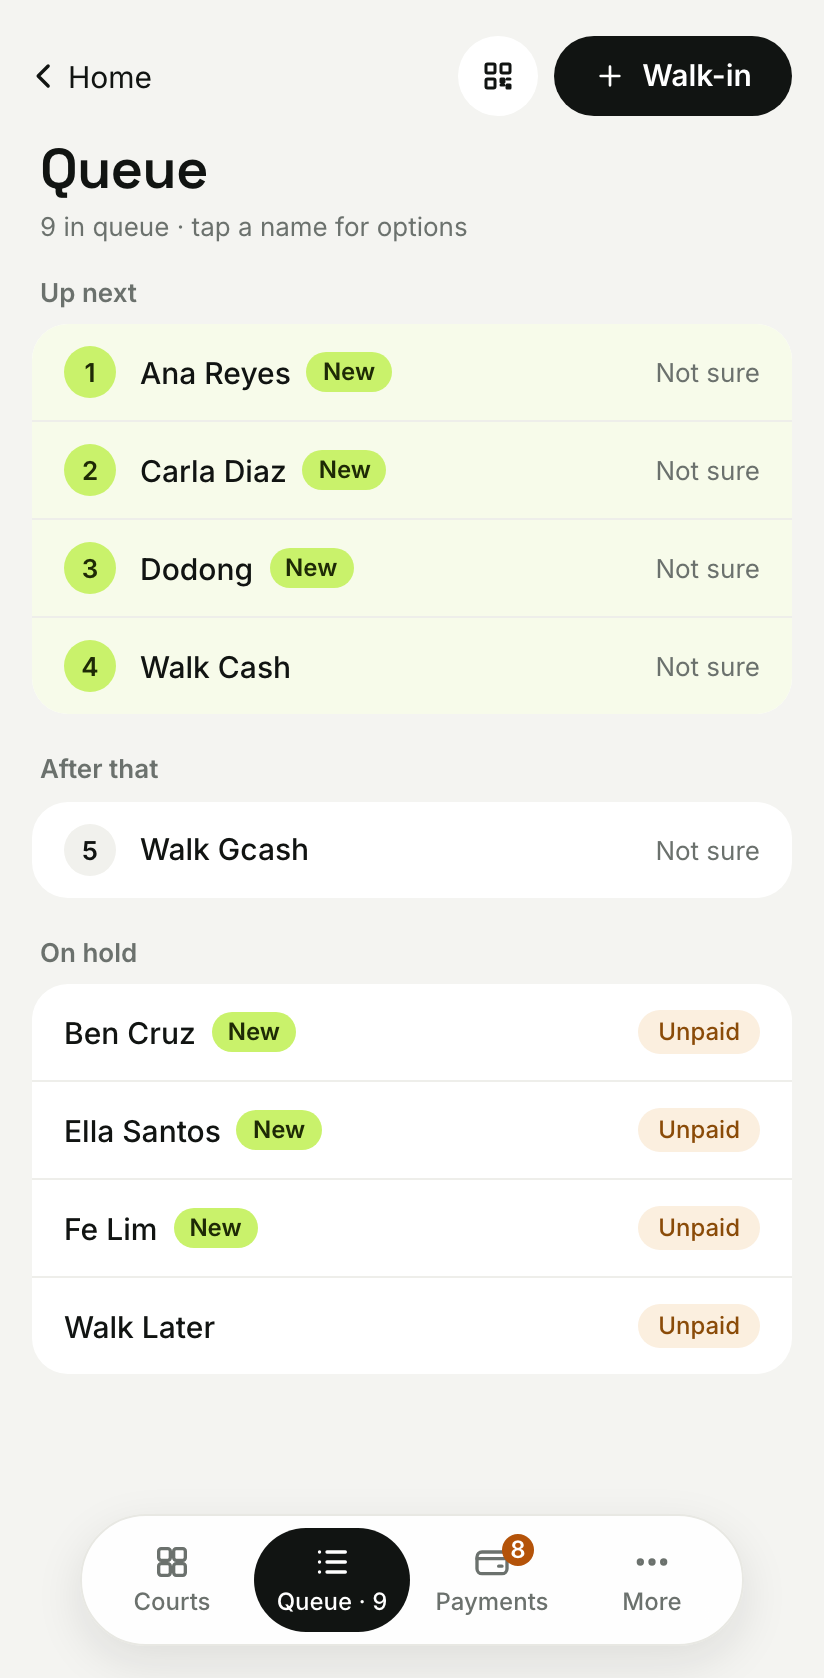 Home
+ Walk-in
Queue
9 in queue · tap a name for options
Up next
1 Ana Reyes New Not sure
2 Carla Diaz New Not sure
3 Dodong New Not sure
4 Walk Cash Not sure
After that
5 Walk Gcash Not sure
On hold
Ben Cruz New Unpaid
Ella Santos New Unpaid
Fe Lim New Unpaid
Walk Later Unpaid
8
Courts Queue · 9 Payments More